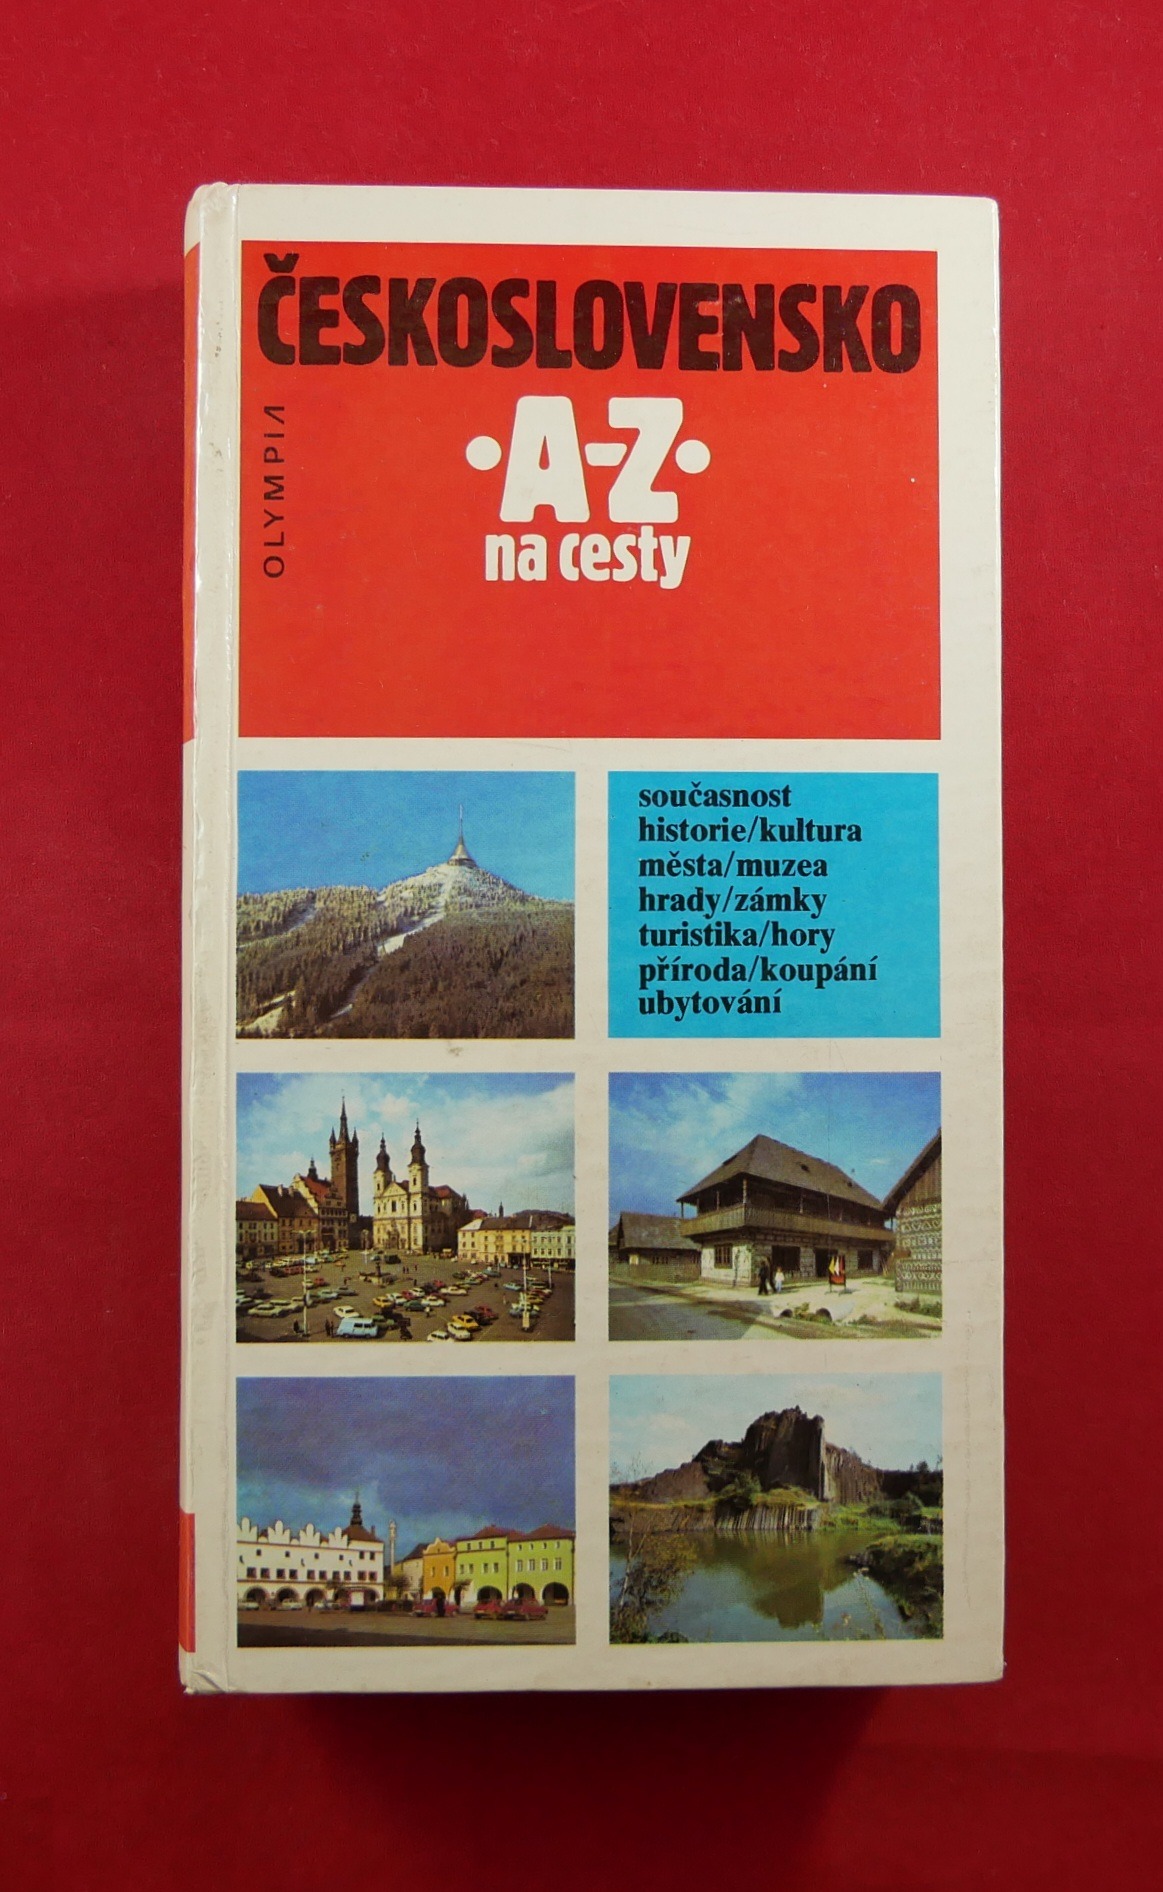 ČESKOSLOVENSKO
OLYMPIA
·A-Z·
na cesty
současnost
historie/kultura
města/muzea
hrady/zámky
turistika/hory
příroda/koupání
ubytování